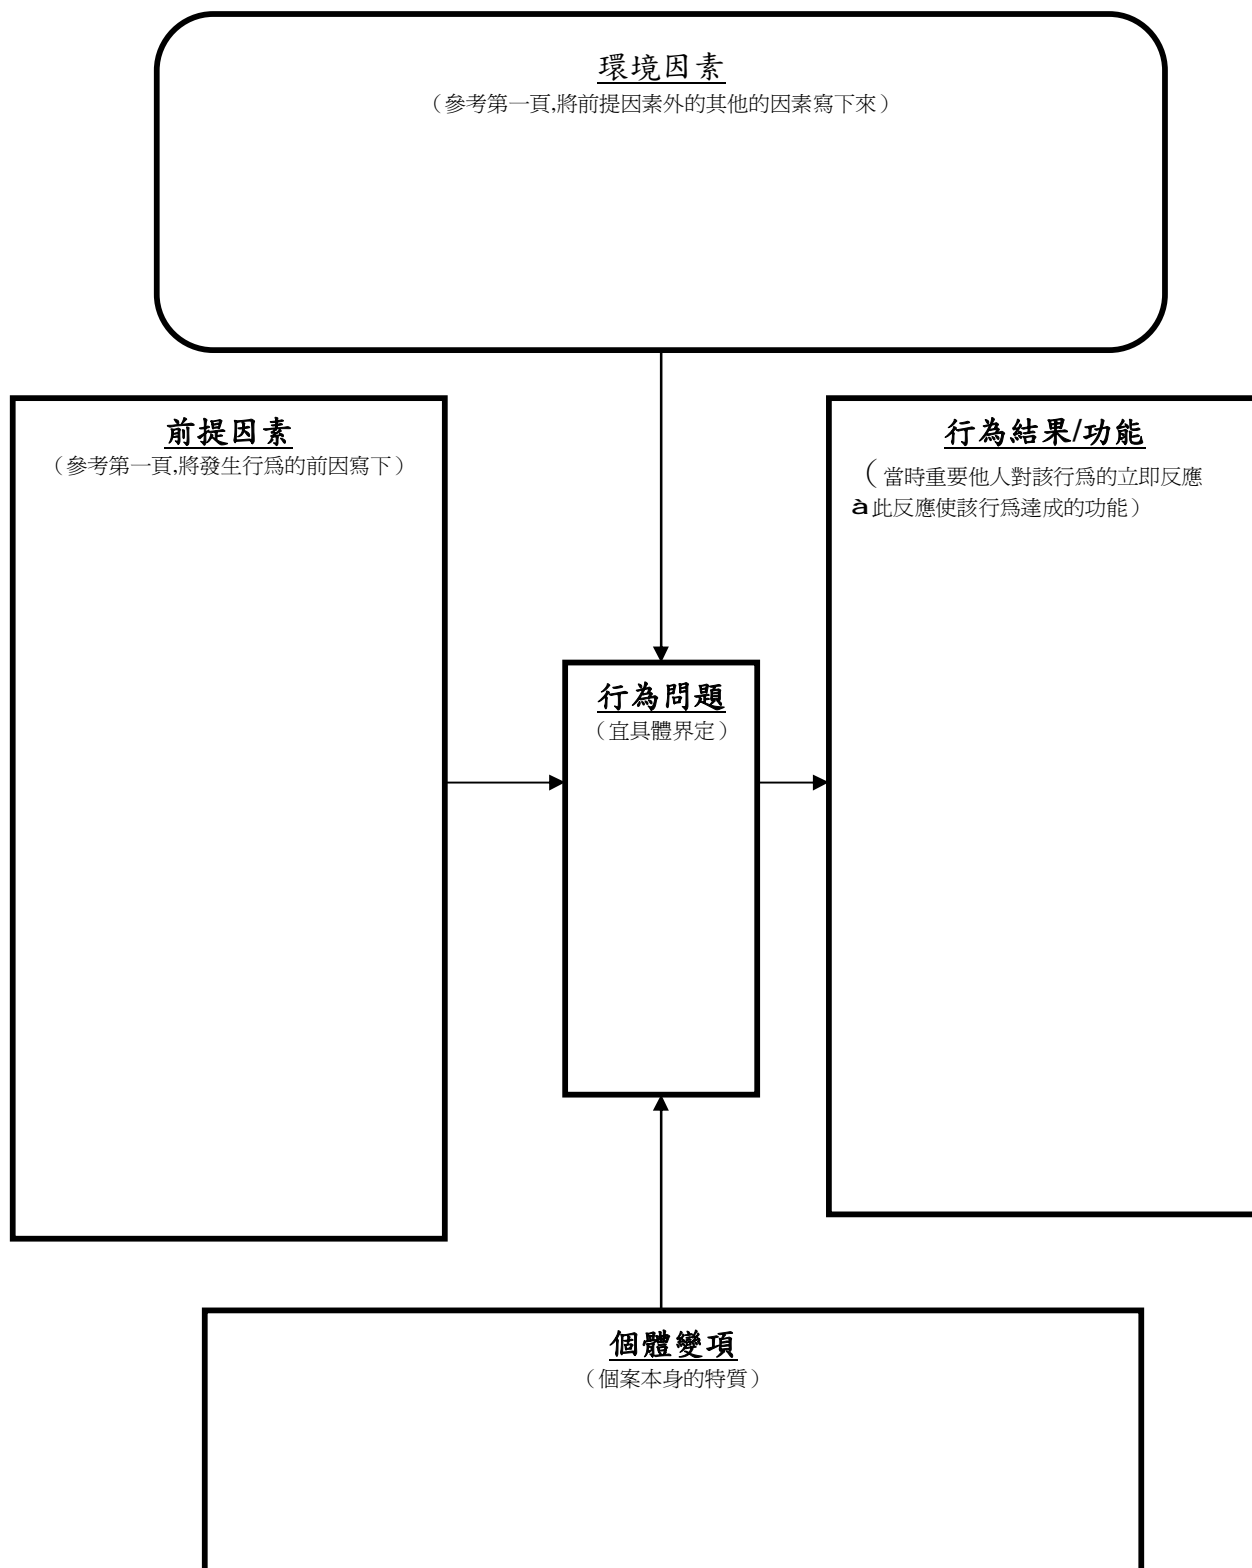 環境因素
（參考第一頁,將前提因素外的其他的因素寫下來）
前提因素
（參考第一頁,將發生行爲的前因寫下）
行為結果/功能
（當時重要他人對該行爲的立即反應
à此反應使該行爲達成的功能）
行為問題
（宜具體界定）
個體變項
（個案本身的特質）